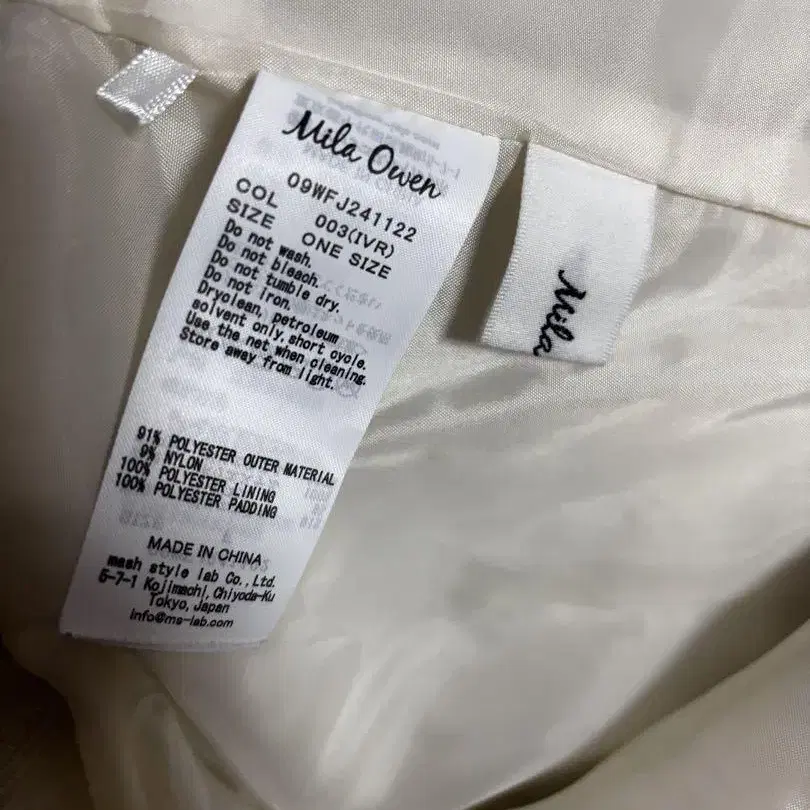 Mila Owen
09WFJ241122
COL 003(IVR)
SIZE ONE SIZE
Do not wash.
Do not bleach.
Do not tumble dry.
Do not iron.
Dryclean, petroleum
solvent only, short cycle.
Use the net when cleaning.
Store away from light.
91% POLYESTER OUTER MATERIAL
9% NYLON
100% POLYESTER LINING
100% POLYESTER PADDING
MADE IN CHINA
mash style lab Co.,Ltd.
5-7-1 Kojimachi,Chiyoda-Ku
Tokyo,Japan
info@ms-lab.com
Mila